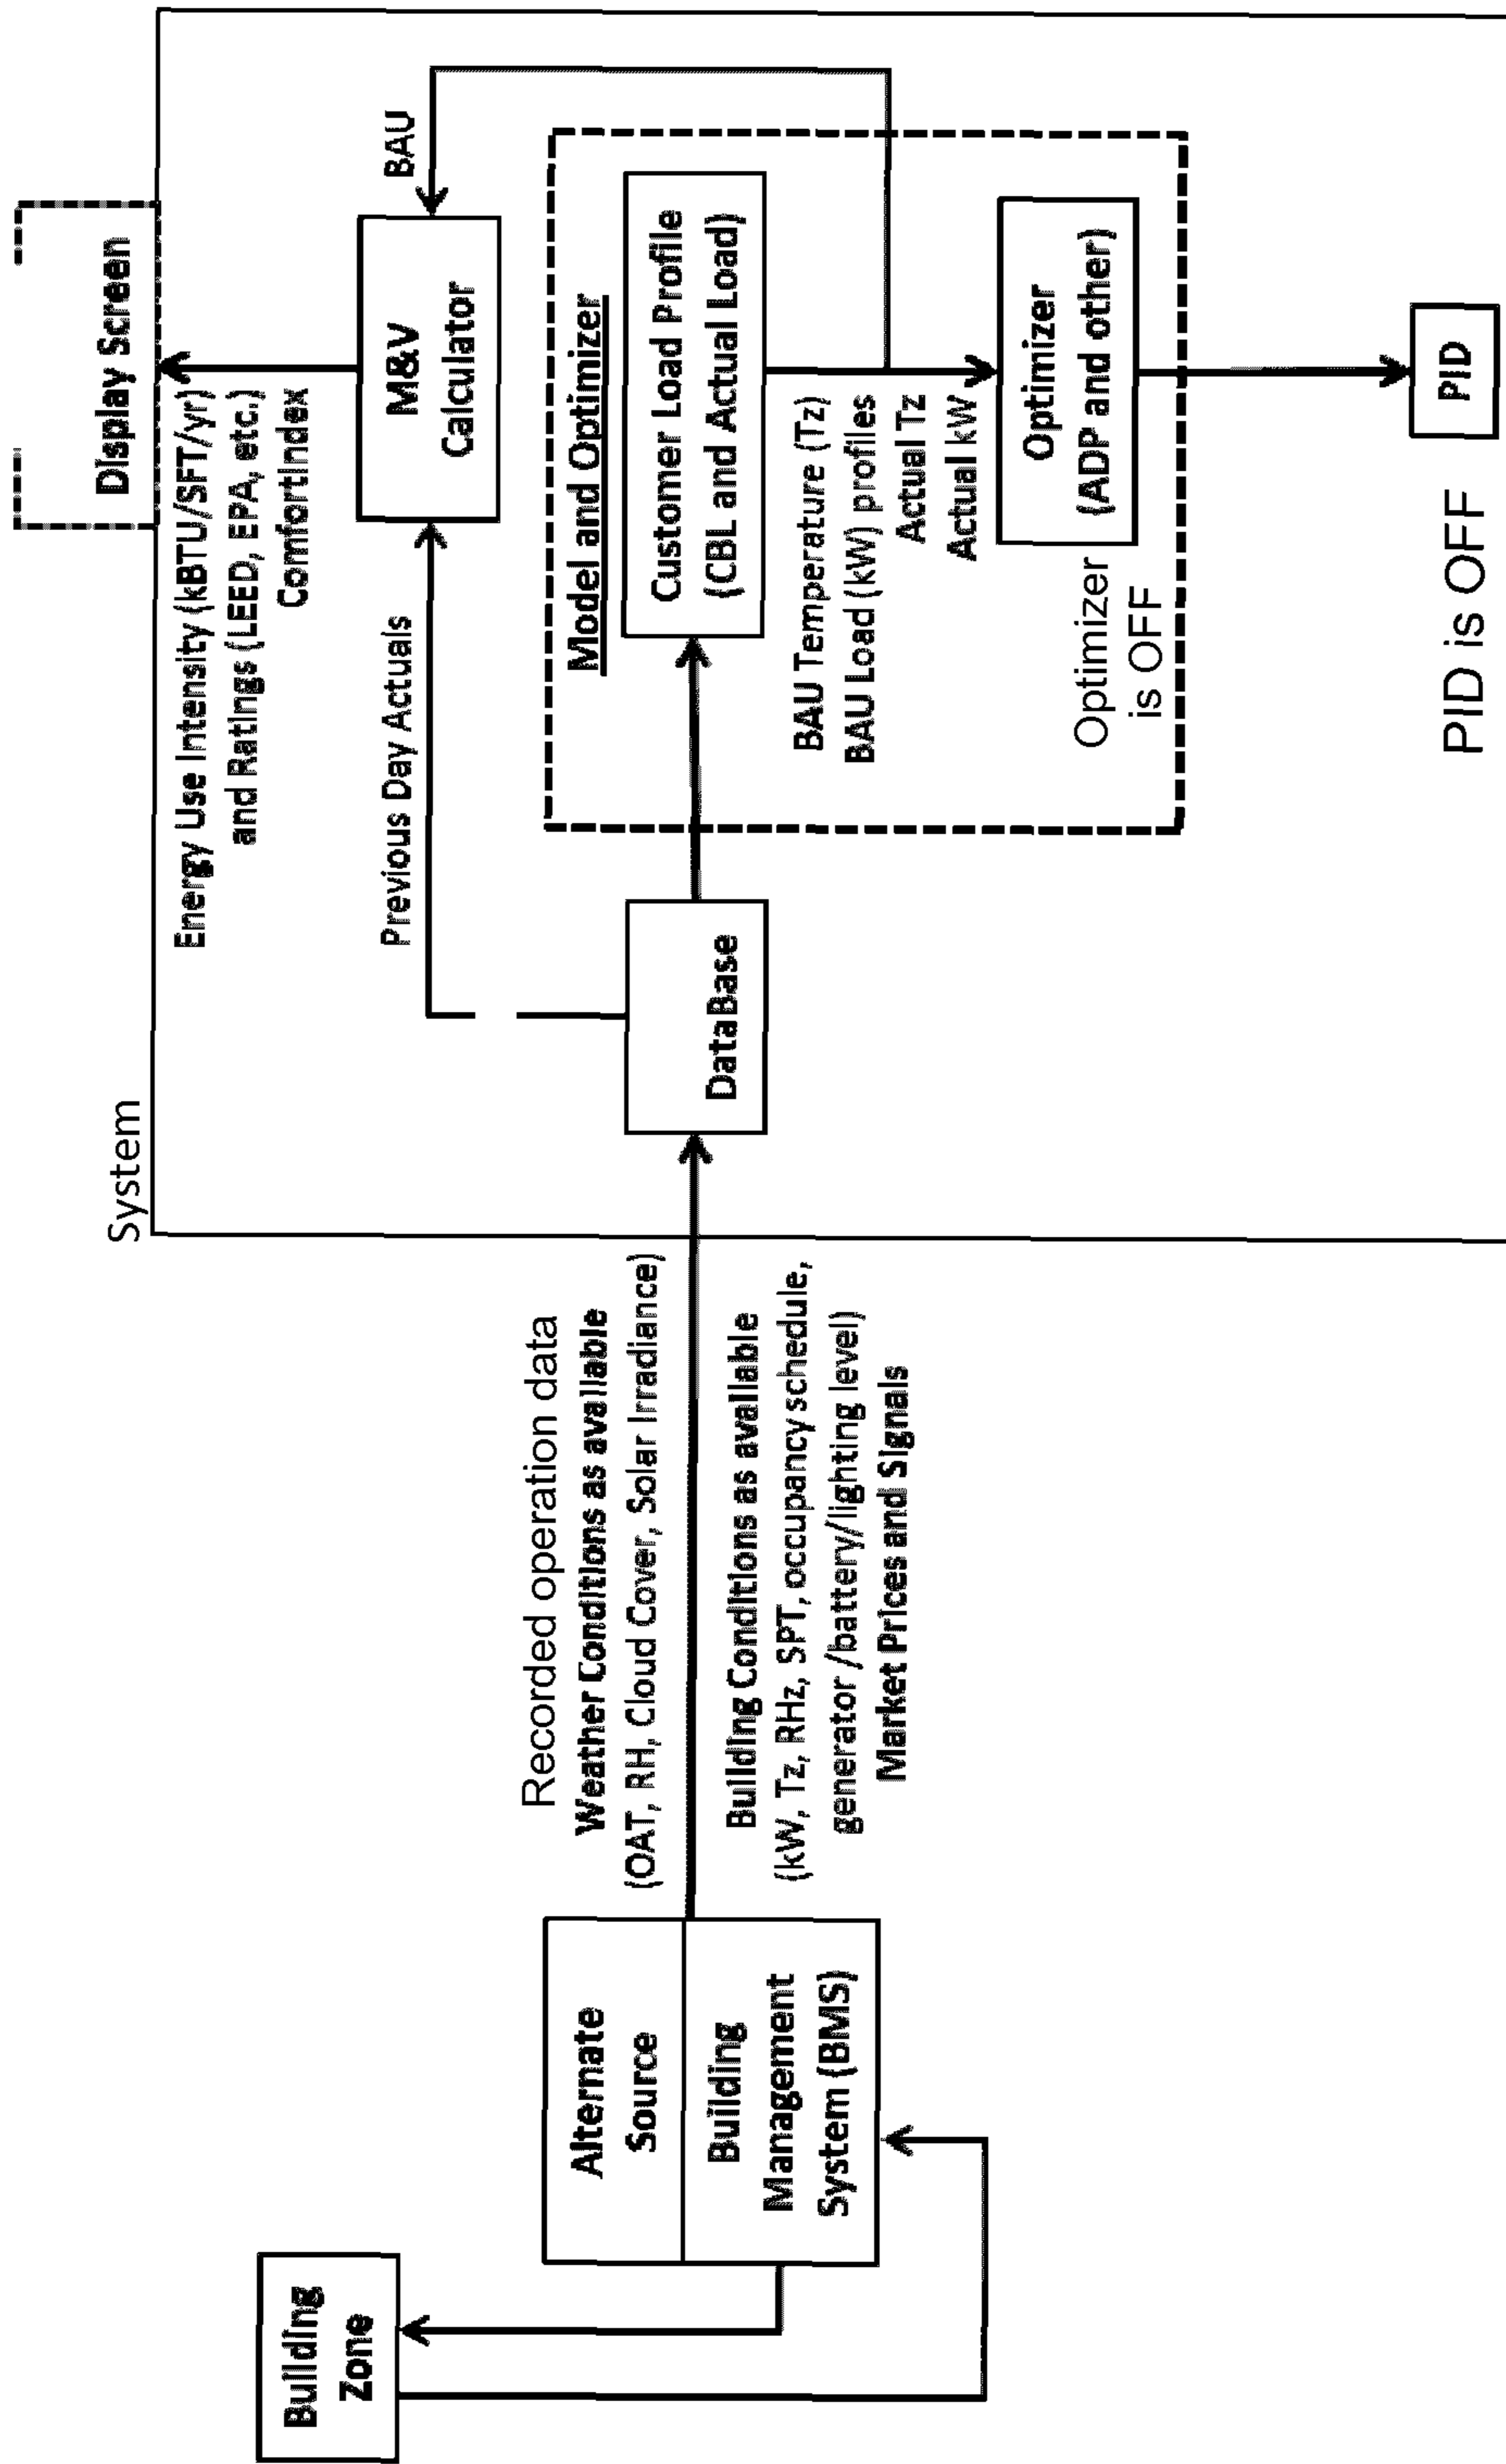 Building
Zone
Alternate
Source
Building
Management
System (BMS)
Recorded operation data
Weather Conditions as available
(OAT, RH, Cloud Cover, Solar Irradiance)
Building Conditions as available
(kW, Tz, RHz, SPT, occupancy schedule,
generator /battery/lighting level)
Market Prices and Signals
System
DataBase
Previous Day Actuals
Display Screen
Energy Use Intensity (kBTU/SFT/yr)
and Ratings (LEED, EPA, etc.)
ComfortIndex
M&V
Calculator
BAU
Model and Optimizer
Customer Load Profile
(CBL and Actual Load)
BAU Temperature (Tz)
BAU Load (kW) profiles
Actual Tz
Actual kW
Optimizer
(ADP and other)
Optimizer
is OFF
PID
PID is OFF